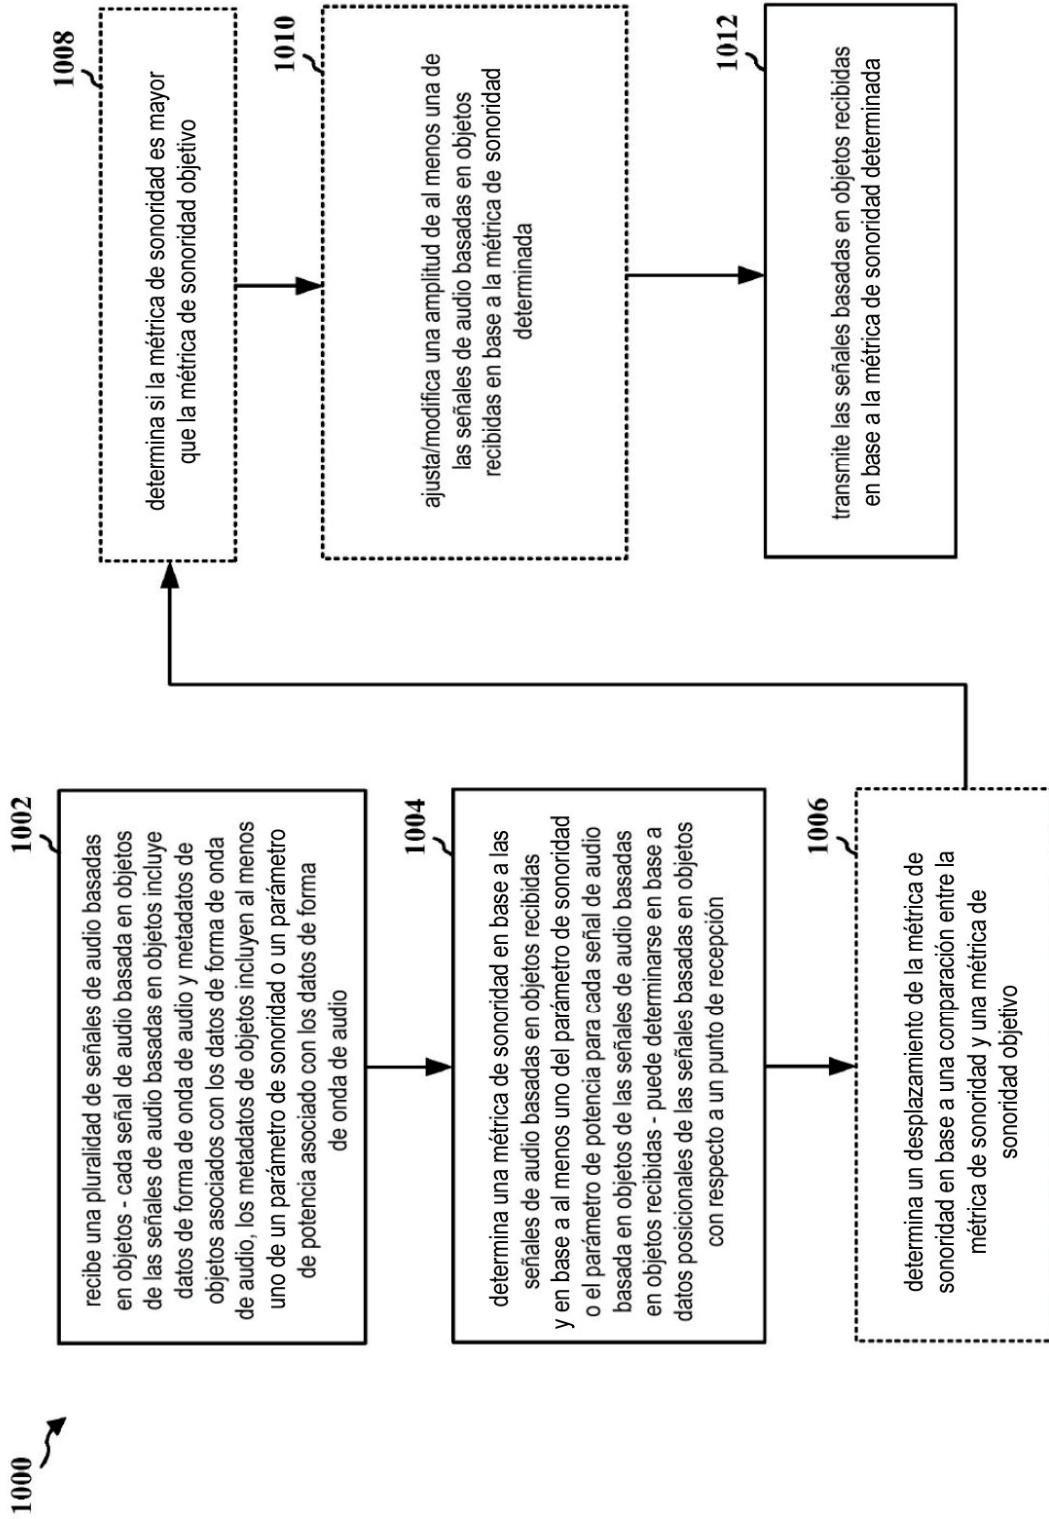 1000
1002
recibe una pluralidad de señales de audio basadas
en objetos - cada señal de audio basada en objetos
de las señales de audio basadas en objetos incluye
datos de forma de onda de audio y metadatos de
objetos asociados con los datos de forma de onda
de audio, los metadatos de objetos incluyen al menos
uno de un parámetro de sonoridad o un parámetro
de potencia asociado con los datos de forma
de onda de audio
1004
determina una métrica de sonoridad en base a las
señales de audio basadas en objetos recibidas
y en base a al menos uno del parámetro de sonoridad
o el parámetro de potencia para cada señal de audio
basada en objetos de las señales de audio basadas
en objetos recibidas - puede determinarse en base a
datos posicionales de las señales basadas en objetos
con respecto a un punto de recepción
1006
determina un desplazamiento de la métrica de
sonoridad en base a una comparación entre la
métrica de sonoridad y una métrica de
sonoridad objetivo
1008
determina si la métrica de sonoridad es mayor
que la métrica de sonoridad objetivo
1010
ajusta/modifica una amplitud de al menos una de
las señales de audio basadas en objetos
recibidas en base a la métrica de sonoridad
determinada
1012
transmite las señales basadas en objetos recibidas
en base a la métrica de sonoridad determinada